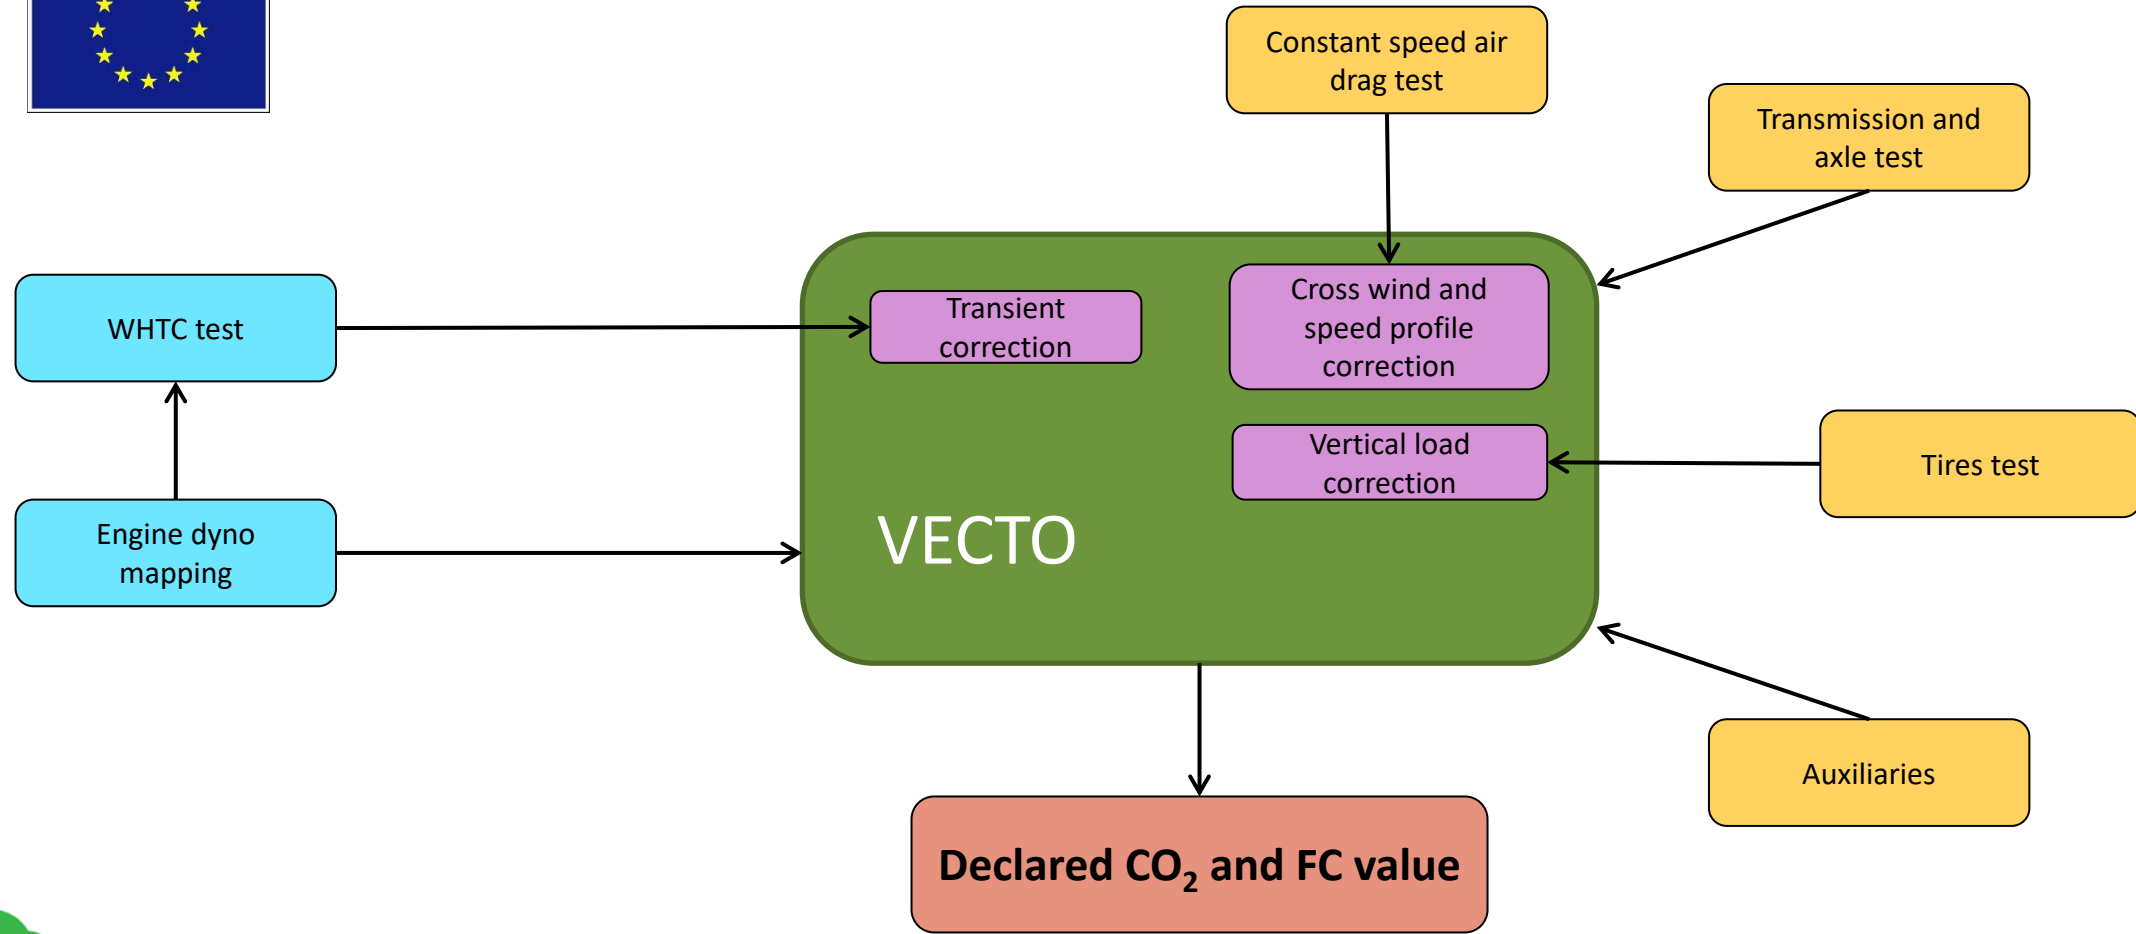 Constant speed air
drag test
Transmission and
axle test
WHTC test
Transient
correction
Cross wind and
speed profile
correction
Vertical load
correction
Tires test
Engine dyno
mapping
VECTO
Auxiliaries
Declared CO₂ and FC value